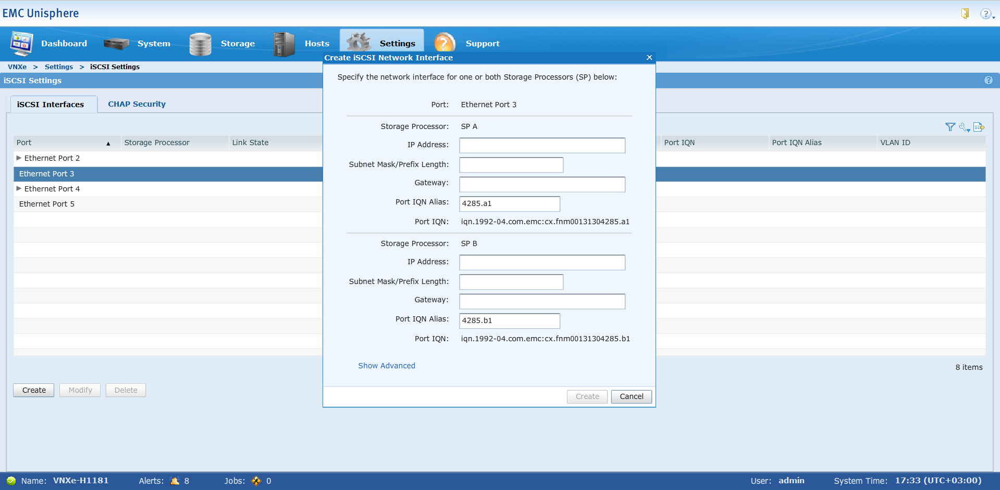 EMC Unisphere
Dashboard System Storage Hosts Settings Support
VNXe > Settings > iSCSI Settings
iSCSI Settings
iSCSI Interfaces CHAP Security
Port Storage Processor Link State Port IQN Port IQN Alias VLAN ID
Ethernet Port 2
Ethernet Port 3
Ethernet Port 4
Ethernet Port 5
8 items
Create Modify Delete
Create iSCSI Network Interface
Specify the network interface for one or both Storage Processors (SP) below:
Port: Ethernet Port 3
Storage Processor: SP A
IP Address:
Subnet Mask/Prefix Length:
Gateway:
Port IQN Alias: 4285.a1
Port IQN: iqn.1992-04.com.emc:cx.fnm00131304285.a1
Storage Processor: SP B
IP Address:
Subnet Mask/Prefix Length:
Gateway:
Port IQN Alias: 4285.b1
Port IQN: iqn.1992-04.com.emc:cx.fnm00131304285.b1
Show Advanced
Create Cancel
Name: VNXe-H1181 Alerts: 8 Jobs: 0 User: admin System Time: 17:33 (UTC+03:00)